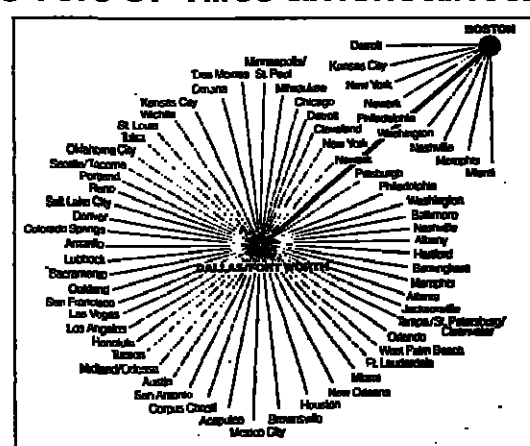 BOSTON
Detroit
Kansas City
New York
Newark
Philadelphia
Washington
Nashville
Memphis
Miami
Minneapolis/
St. Paul
Des Moines
Omaha
Kansas City
Wichita
St. Louis
Tulsa
Oklahoma City
Seattle/Tacoma
Portland
Reno
Salt Lake City
Denver
Colorado Springs
Amarillo
Lubbock
Sacramento
Oakland
San Francisco
Las Vegas
Los Angeles
Honolulu
Tucson
Midland/Odessa
Austin
San Antonio
Corpus Christi
Acapulco
Mexico City
Brownsville
Houston
New Orleans
Miami
Ft. Lauderdale
West Palm Beach
Orlando
Tampa/St. Petersburg/
Clearwater
Jacksonville
Atlanta
Memphis
Hartford
Albany
Nashville
Baltimore
Washington
Philadelphia
Pittsburgh
Newark
New York
Cleveland
Detroit
Chicago
Milwaukee
DALLAS/FORT WORTH